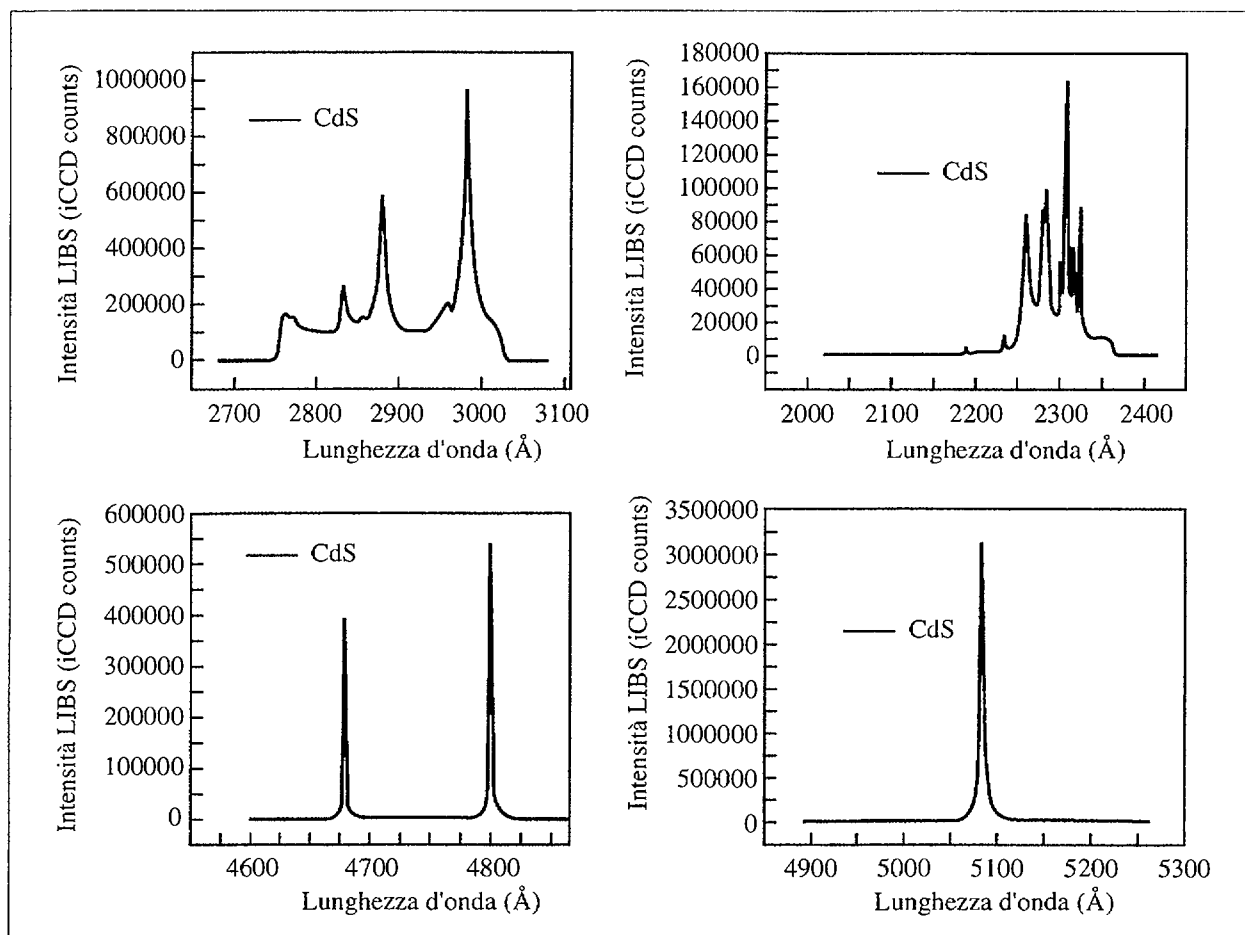 Intensità LIBS (iCCD counts)
1000000
800000
600000
400000
200000
0
CdS
2700 2800 2900 3000 3100
Lunghezza d'onda (Å)
Intensità LIBS (iCCD counts)
180000
160000
140000
120000
100000
80000
60000
40000
20000
0
CdS
2000 2100 2200 2300 2400
Lunghezza d'onda (Å)
Intensità LIBS (iCCD counts)
600000
500000
400000
300000
200000
100000
0
CdS
4600 4700 4800
Lunghezza d'onda (Å)
Intensità LIBS (iCCD counts)
3500000
3000000
2500000
2000000
1500000
1000000
500000
0
CdS
4900 5000 5100 5200 5300
Lunghezza d'onda (Å)